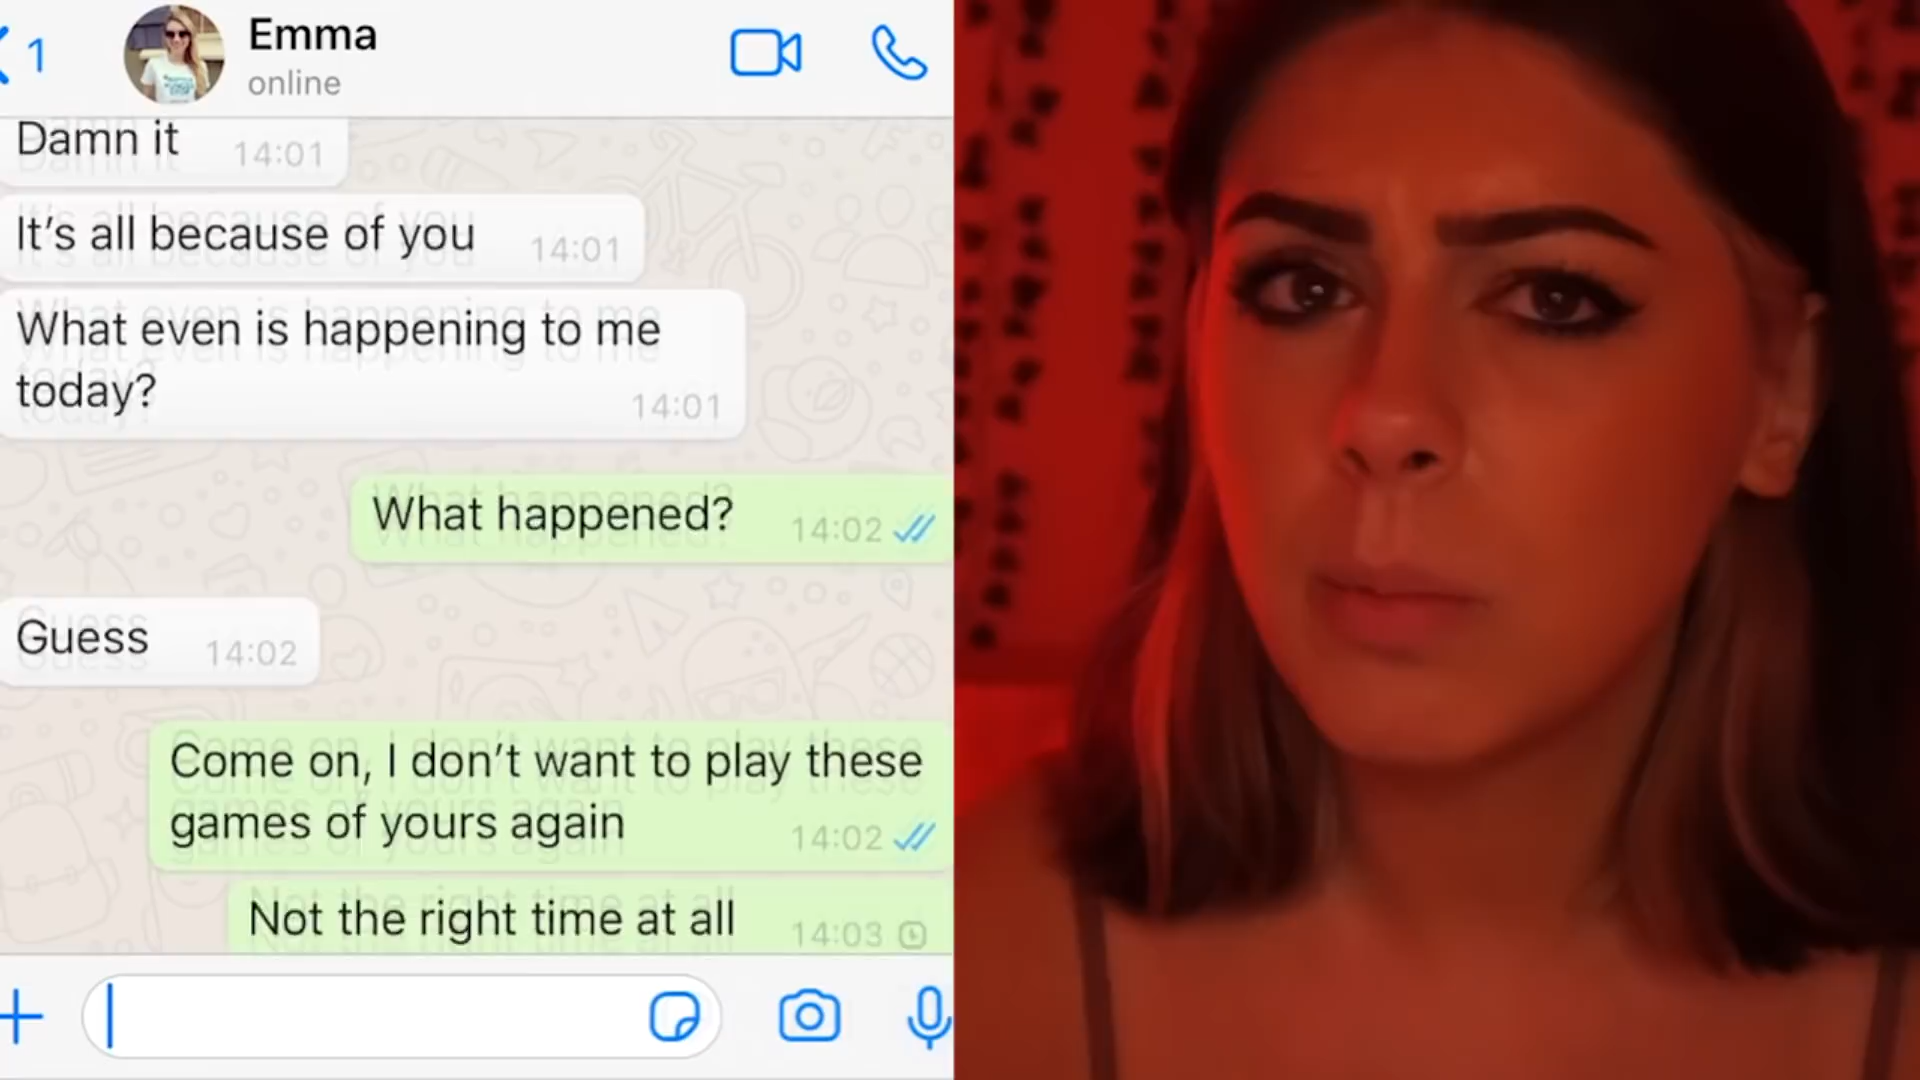 1
Emma
online
Damn it 14:01
It's all because of you 14:01
What even is happening to me
today? 14:01
What happened? 14:02
Guess 14:02
Come on, I don't want to play these
games of yours again 14:02
Not the right time at all 14:03